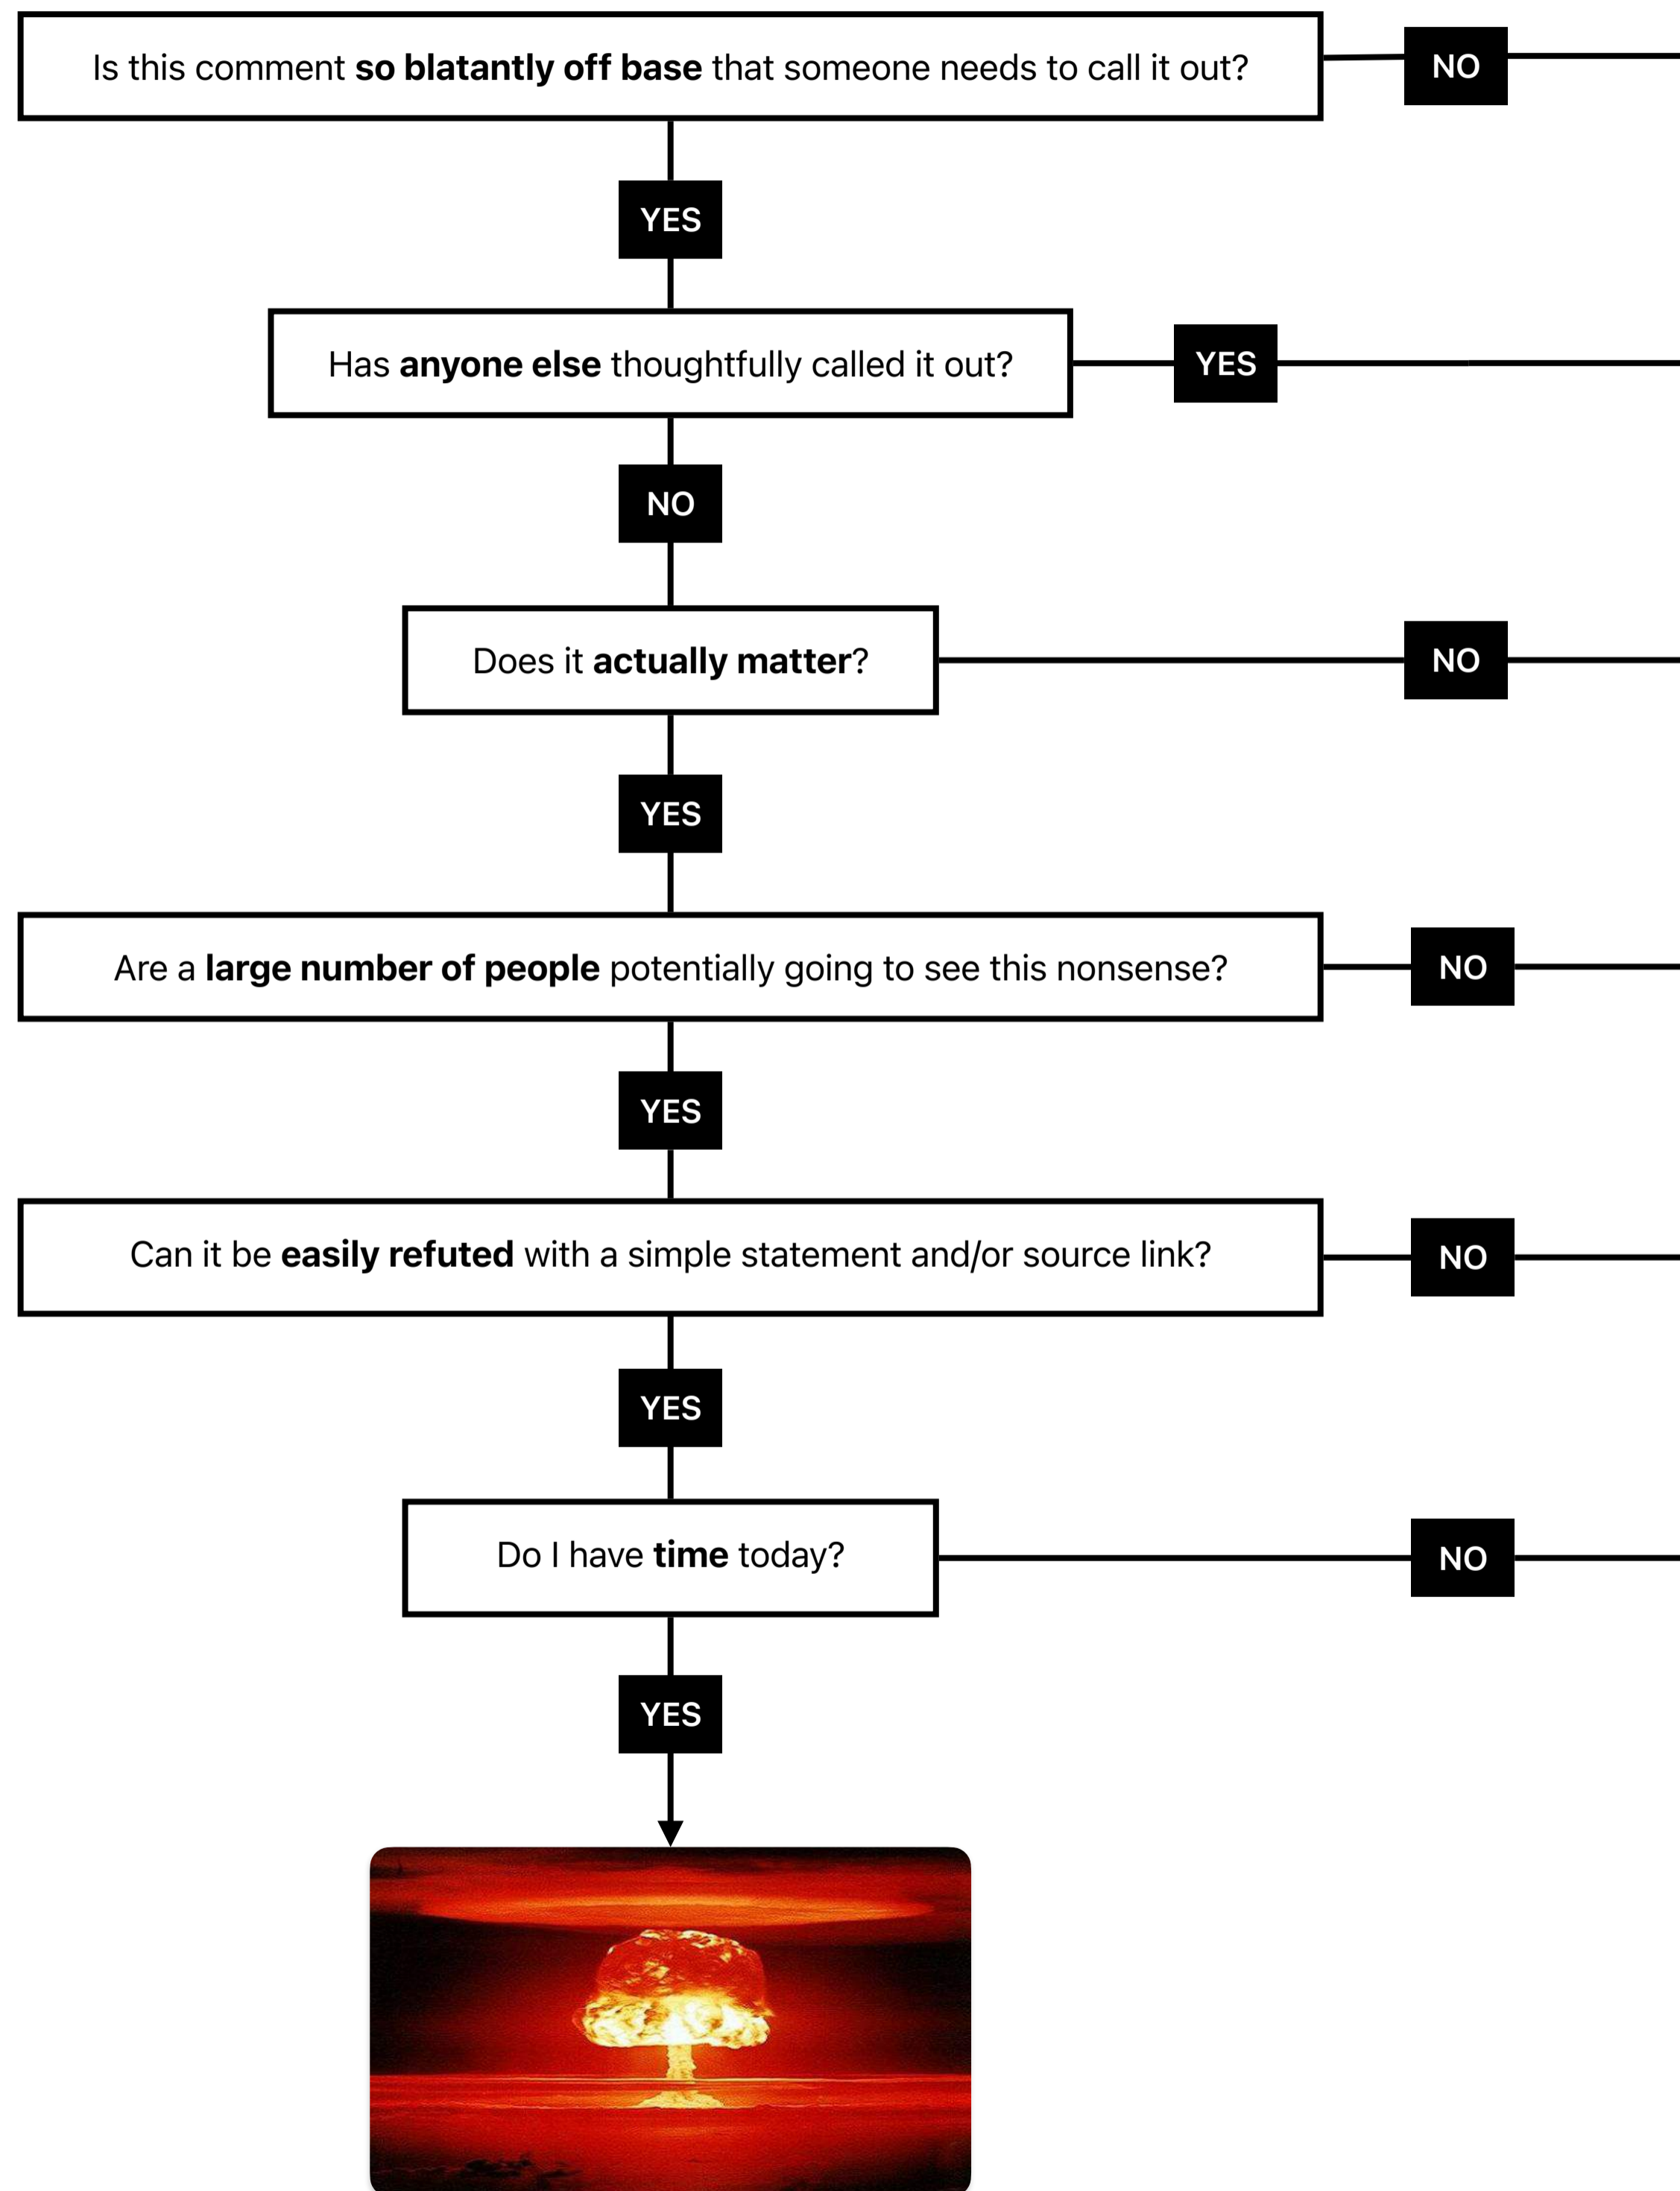 Is this comment so blatantly off base that someone needs to call it out?
NO
YES
Has anyone else thoughtfully called it out?
YES
NO
Does it actually matter?
NO
YES
Are a large number of people potentially going to see this nonsense?
NO
YES
Can it be easily refuted with a simple statement and/or source link?
NO
YES
Do I have time today?
NO
YES